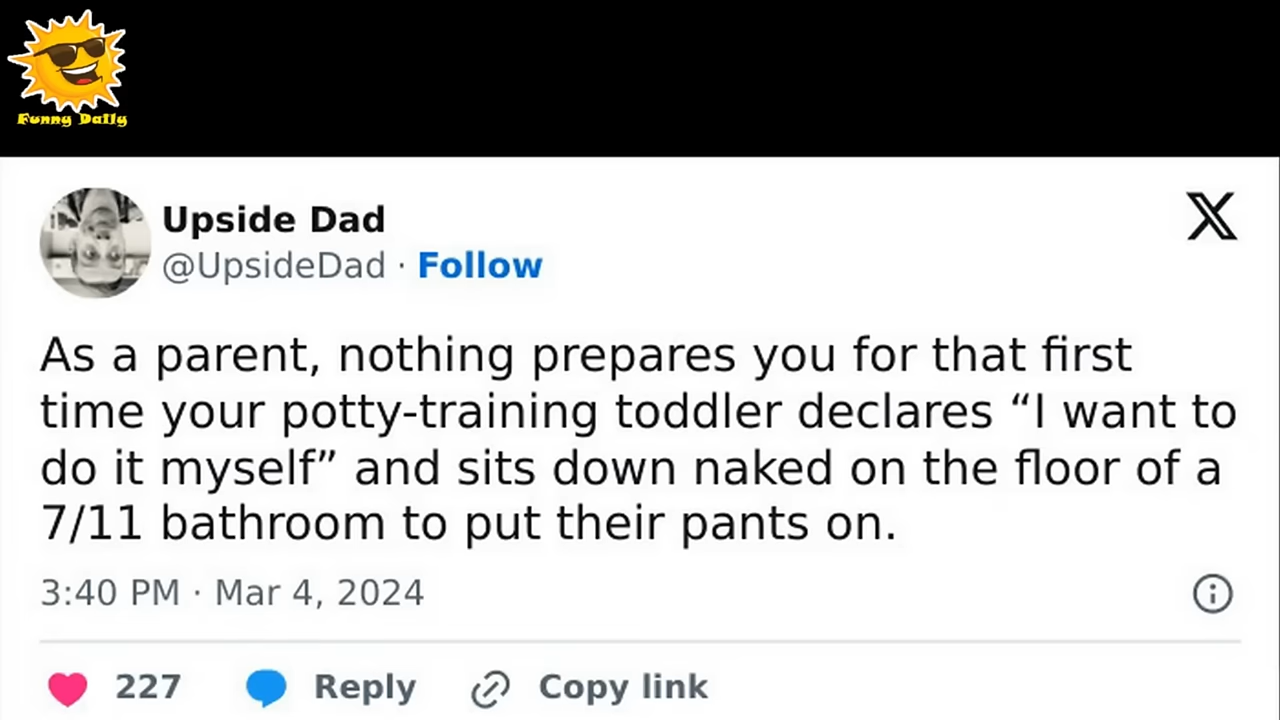 Funny Daily
Upside Dad
@UpsideDad · Follow
As a parent, nothing prepares you for that first
time your potty-training toddler declares “I want to
do it myself” and sits down naked on the floor of a
7/11 bathroom to put their pants on.
3:40 PM · Mar 4, 2024
227 Reply Copy link